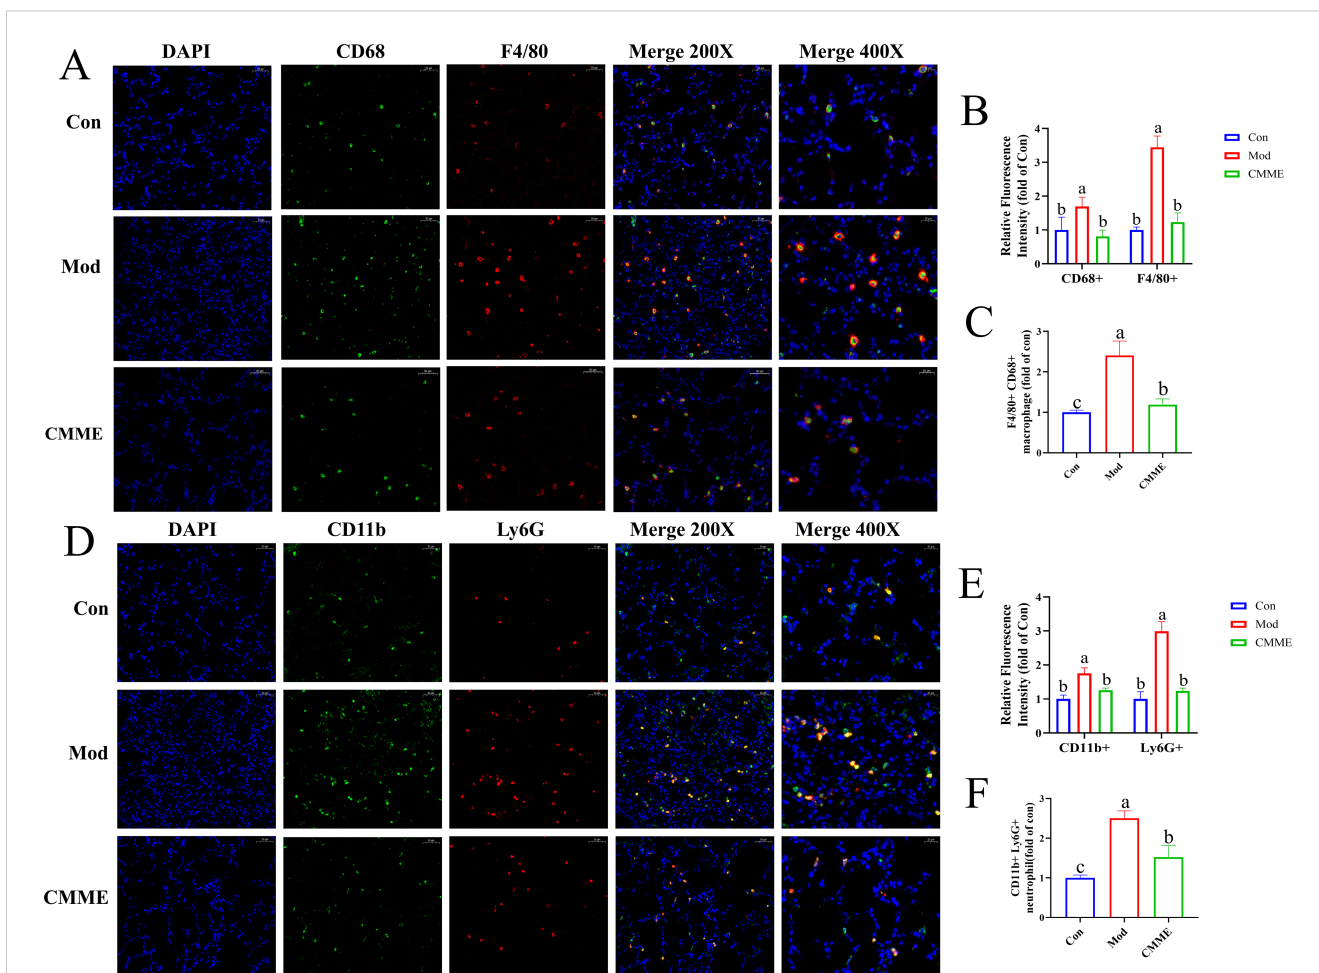 A
DAPI CD68 F4/80 Merge 200X Merge 400X
Con
Mod
CMME
B
Relative Fluorescence
Intensity (fold of Con)
4
3
2
1
0
b a b b a b
CD68+ F4/80+
Con
Mod
CMME
C
F4/80+ CD68+
macrophage (fold of con)
3
2
1
0
c a b
Con Mod CMME
D
DAPI CD11b Ly6G Merge 200X Merge 400X
Con
Mod
CMME
E
Relative Fluorescence
Intensity (fold of Con)
4
3
2
1
0
b a b b a b
CD11b+ Ly6G+
Con
Mod
CMME
F
CD11b+ Ly6G+
neutrophil(fold of con)
3
2
1
0
c a b
Con Mod CMME